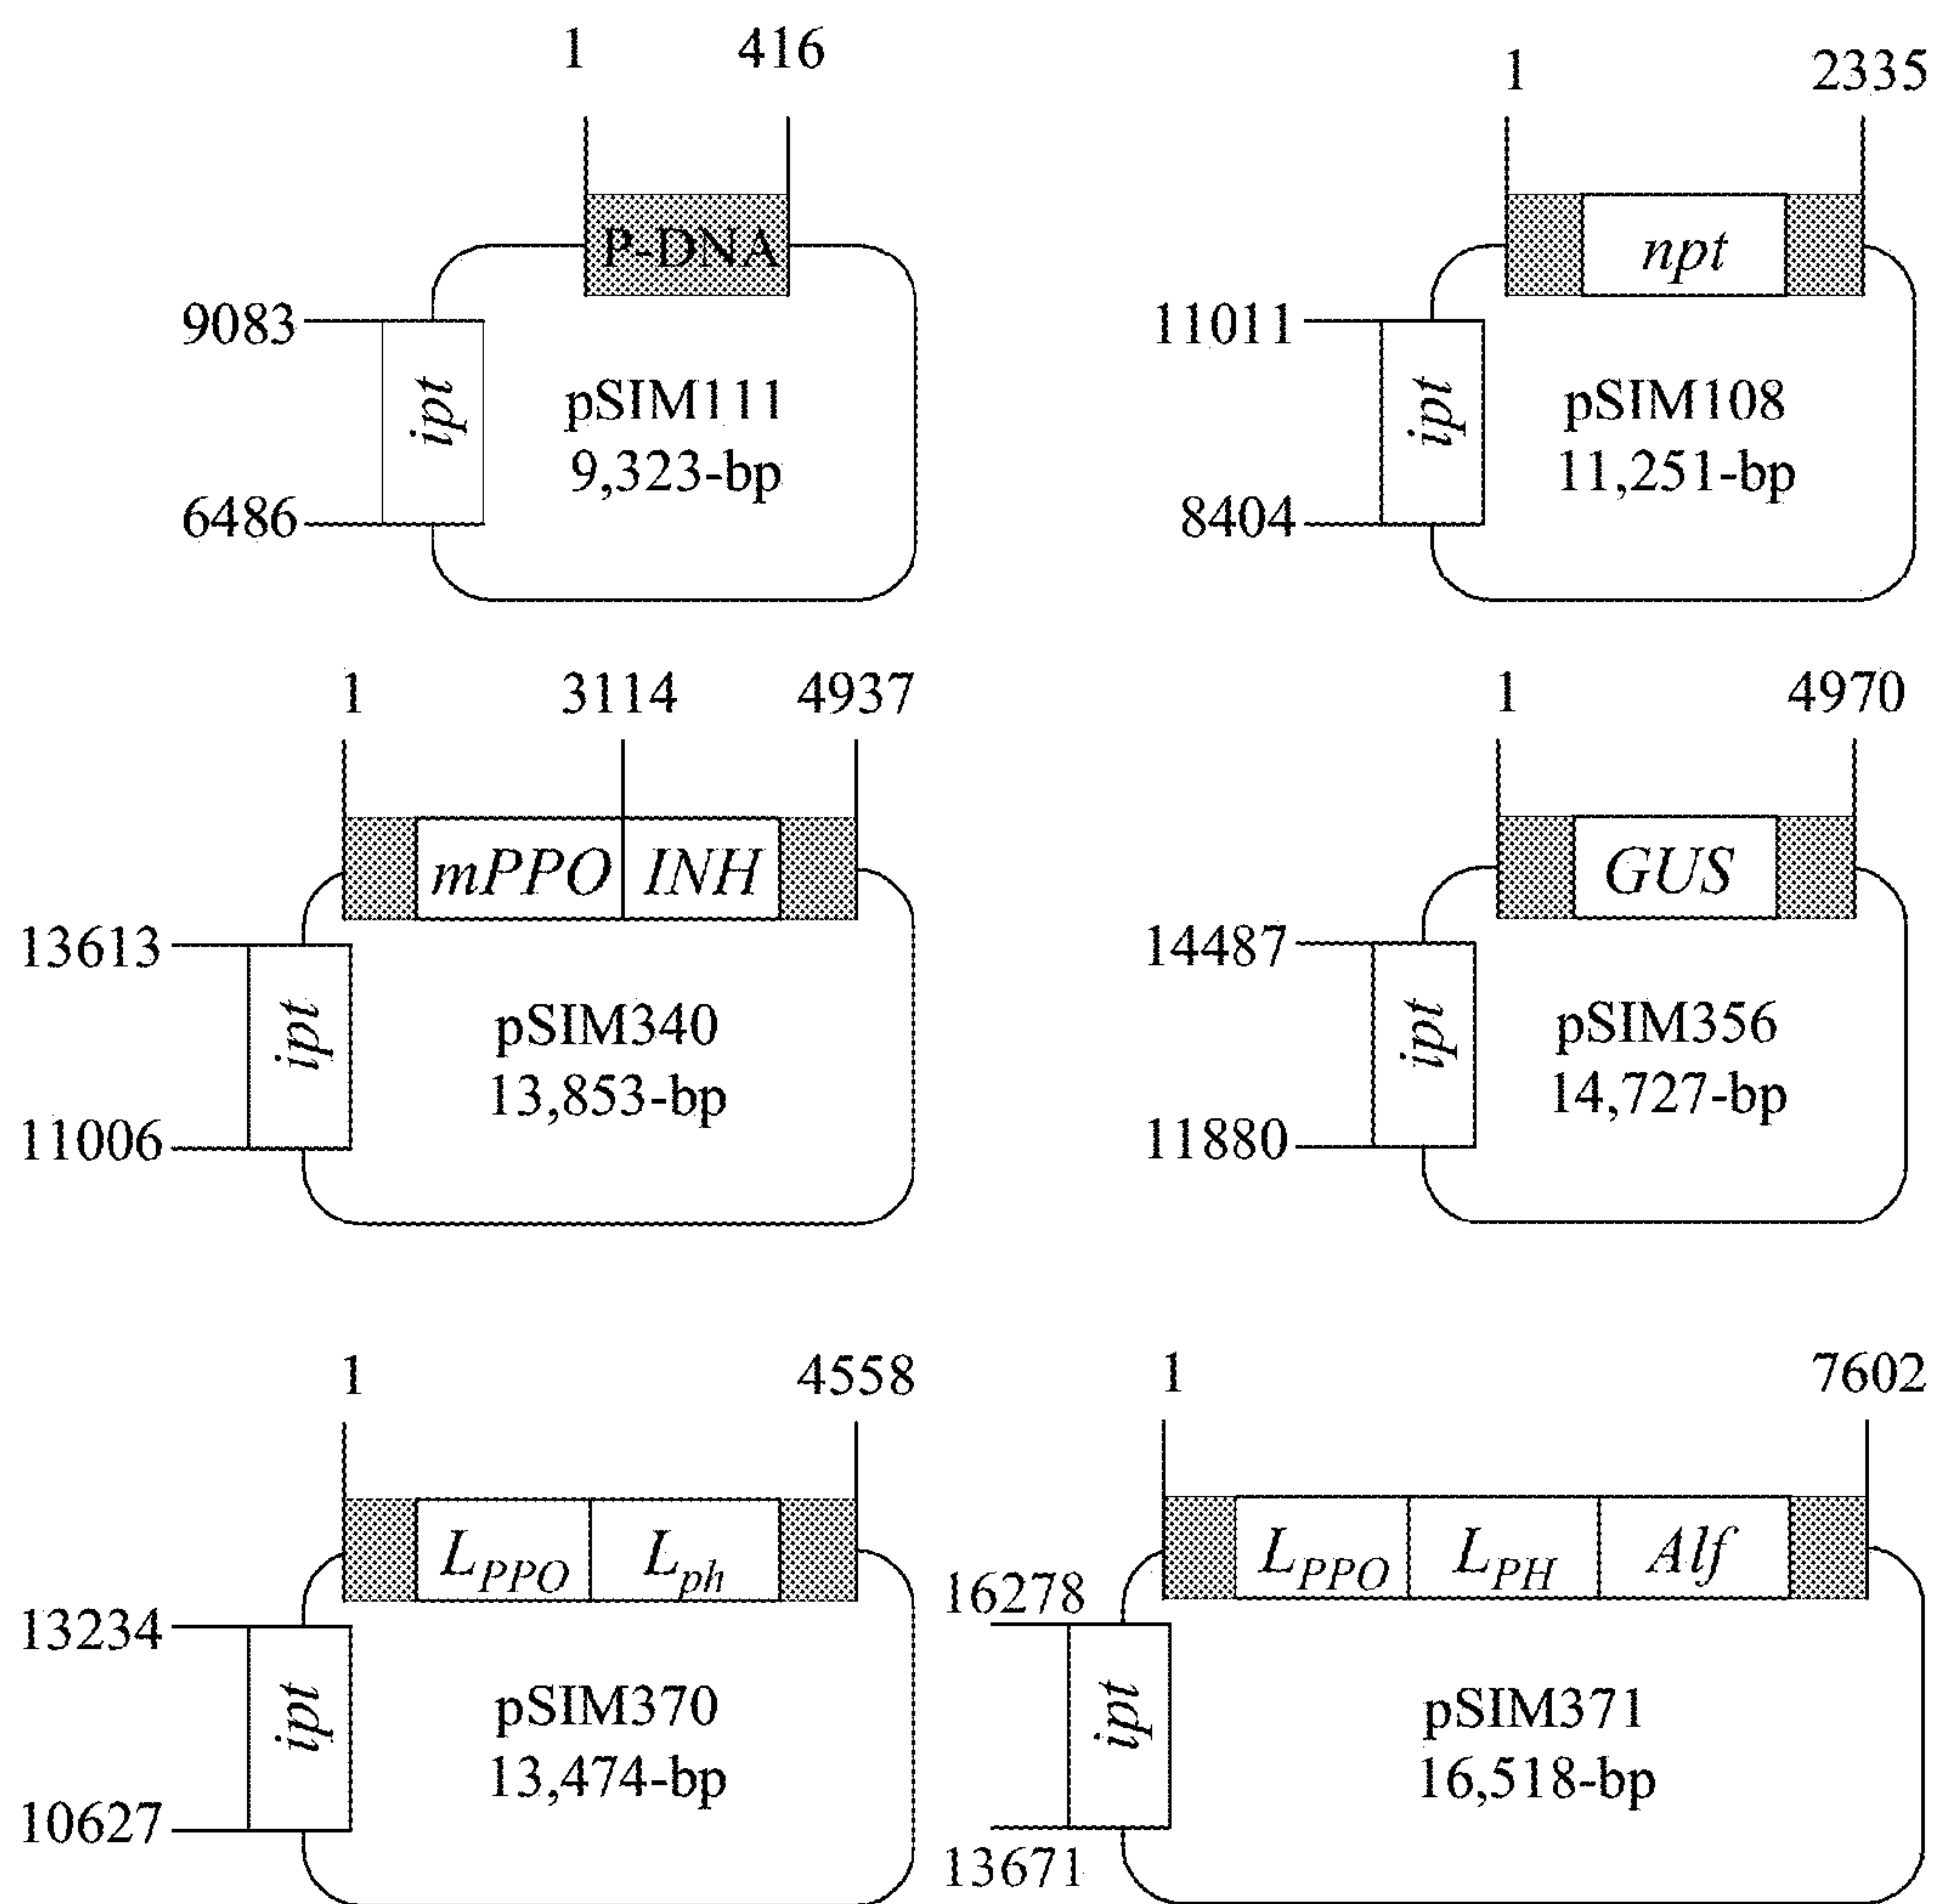 1 416
P-DNA
9083
ipt
6486
pSIM111
9,323-bp
1 2335
npt
11011
ipt
8404
pSIM108
11,251-bp
1 3114 4937
mPPO INH
13613
ipt
11006
pSIM340
13,853-bp
1 4970
GUS
14487
ipt
11880
pSIM356
14,727-bp
1 4558
LPPO Lph
13234
ipt
10627
pSIM370
13,474-bp
1 7602
LPPO LPH Alf
16278
ipt
13671
pSIM371
16,518-bp